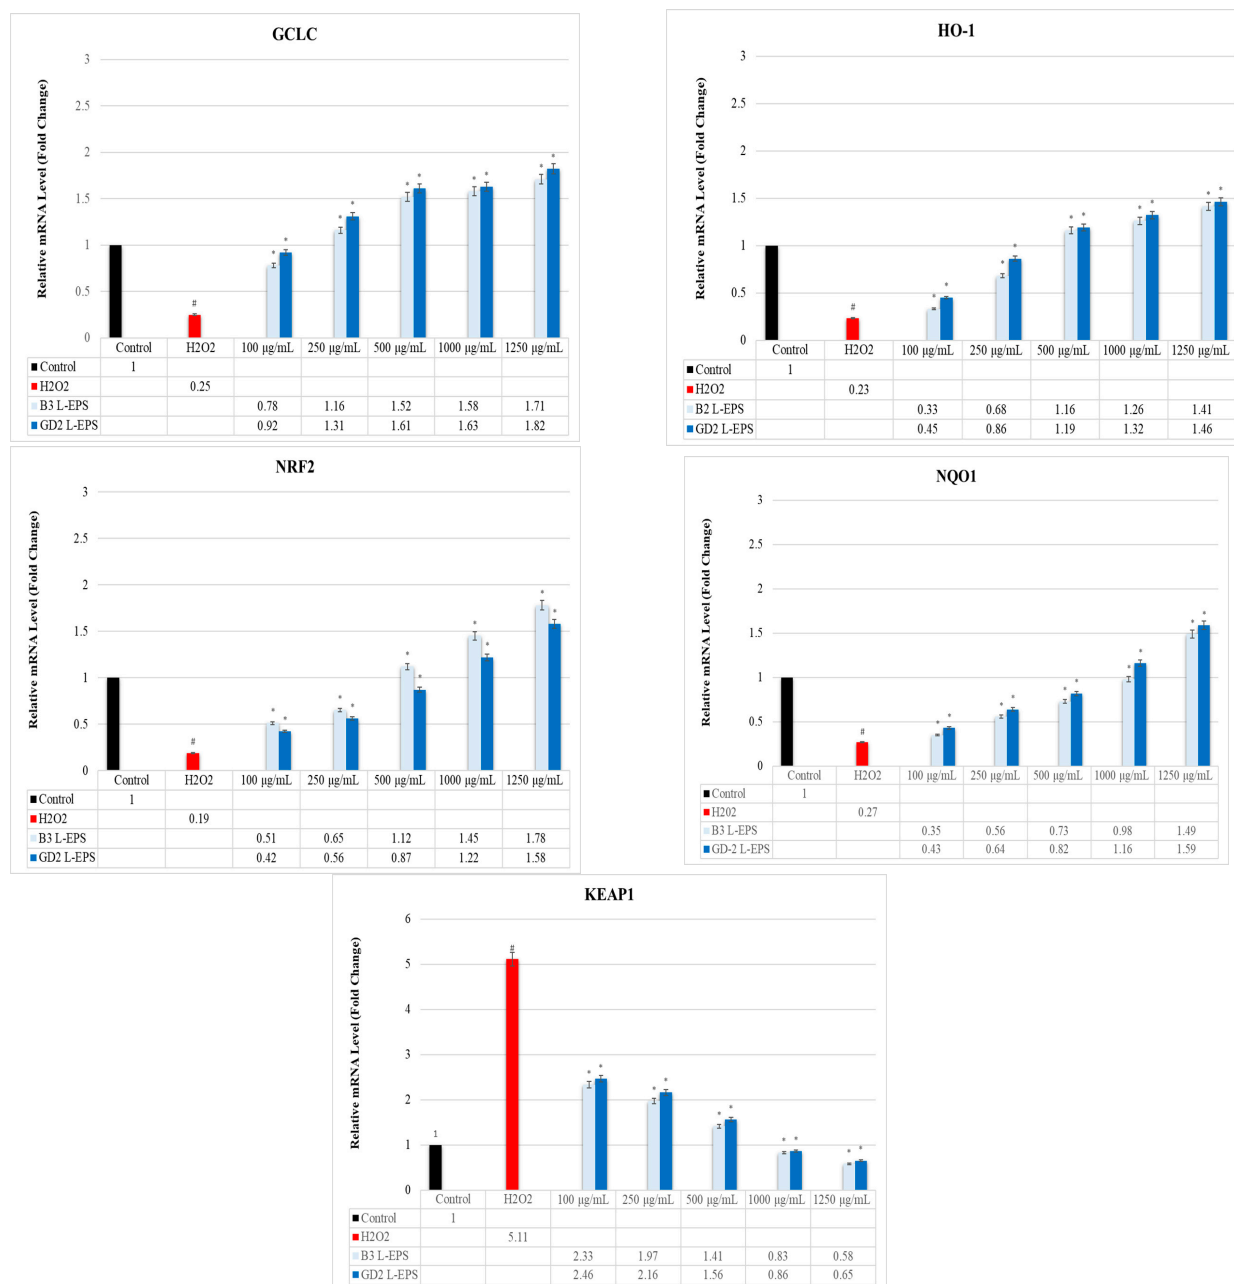 GCLC
Relative mRNA Level (Fold Change)
3
2.5
2
1.5
1
0.5
0
* * * * * * * * * *
#
Control H2O2 100 µg/mL 250 µg/mL 500 µg/mL 1000 µg/mL 1250 µg/mL
Control 1
H2O2 0.25
B3 L-EPS 0.78 1.16 1.52 1.58 1.71
GD2 L-EPS 0.92 1.31 1.61 1.63 1.82
HO-1
Relative mRNA Level (Fold Change)
3
2.5
2
1.5
1
0.5
0
* * * * * * * * * *
#
Control H2O2 100 µg/mL 250 µg/mL 500 µg/mL 1000 µg/mL 1250 µg/mL
Control 1
H2O2 0.23
B2 L-EPS 0.33 0.68 1.16 1.26 1.41
GD2 L-EPS 0.45 0.86 1.19 1.32 1.46
NRF2
Relative mRNA Level (Fold Change)
3
2.5
2
1.5
1
0.5
0
* * * * * * * * * *
#
Control H2O2 100 µg/mL 250 µg/mL 500 µg/mL 1000 µg/mL 1250 µg/mL
Control 1
H2O2 0.19
B3 L-EPS 0.51 0.65 1.12 1.45 1.78
GD2 L-EPS 0.42 0.56 0.87 1.22 1.58
NQO1
Relative mRNA Level (Fold Change)
3
2.5
2
1.5
1
0.5
0
* * * * * * * * * *
#
Control H2O2 100 µg/mL 250 µg/mL 500 µg/mL 1000 µg/mL 1250 µg/mL
Control 1
H202 0.27
B3 L-EPS 0.35 0.56 0.73 0.98 1.49
GD-2 L-EPS 0.43 0.64 0.82 1.16 1.59
KEAP1
Relative mRNA Level (Fold Change)
6
5
4
3
2
1
0
#
* * * * * * * * * *
1
Control H2O2 100 µg/mL 250 µg/mL 500 µg/mL 1000 µg/mL 1250 µg/mL
Control 1
H2O2 5.11
B3 L-EPS 2.33 1.97 1.41 0.83 0.58
GD2 L-EPS 2.46 2.16 1.56 0.86 0.65